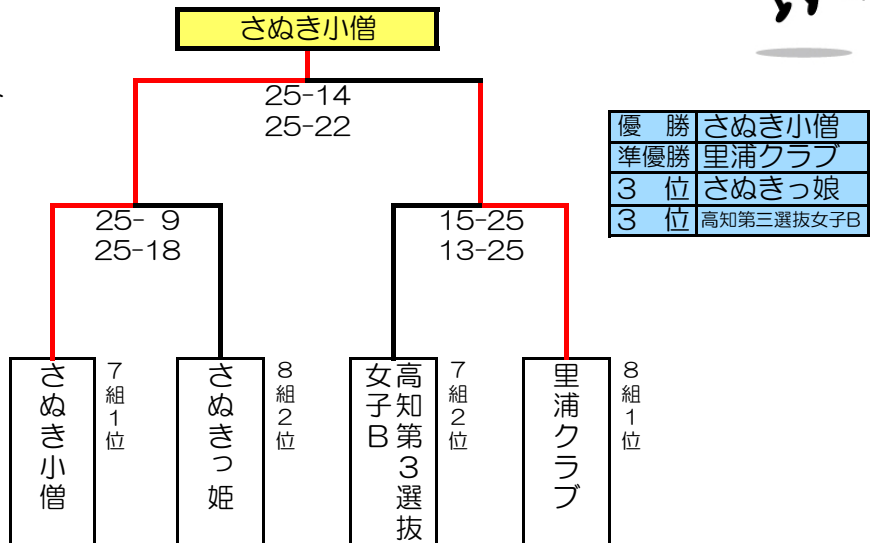 さぬき小僧
25-14
25-22
優 勝 さぬき小僧
準優勝 里浦クラブ
3 位 さぬきっ娘
3 位 高知第三選抜女子B
25- 9
25-18
15-25
13-25
さぬき小僧
7組1位
さぬきっ姫
8組2位
高知第3選抜
女子B
7組2位
里浦クラブ
8組1位